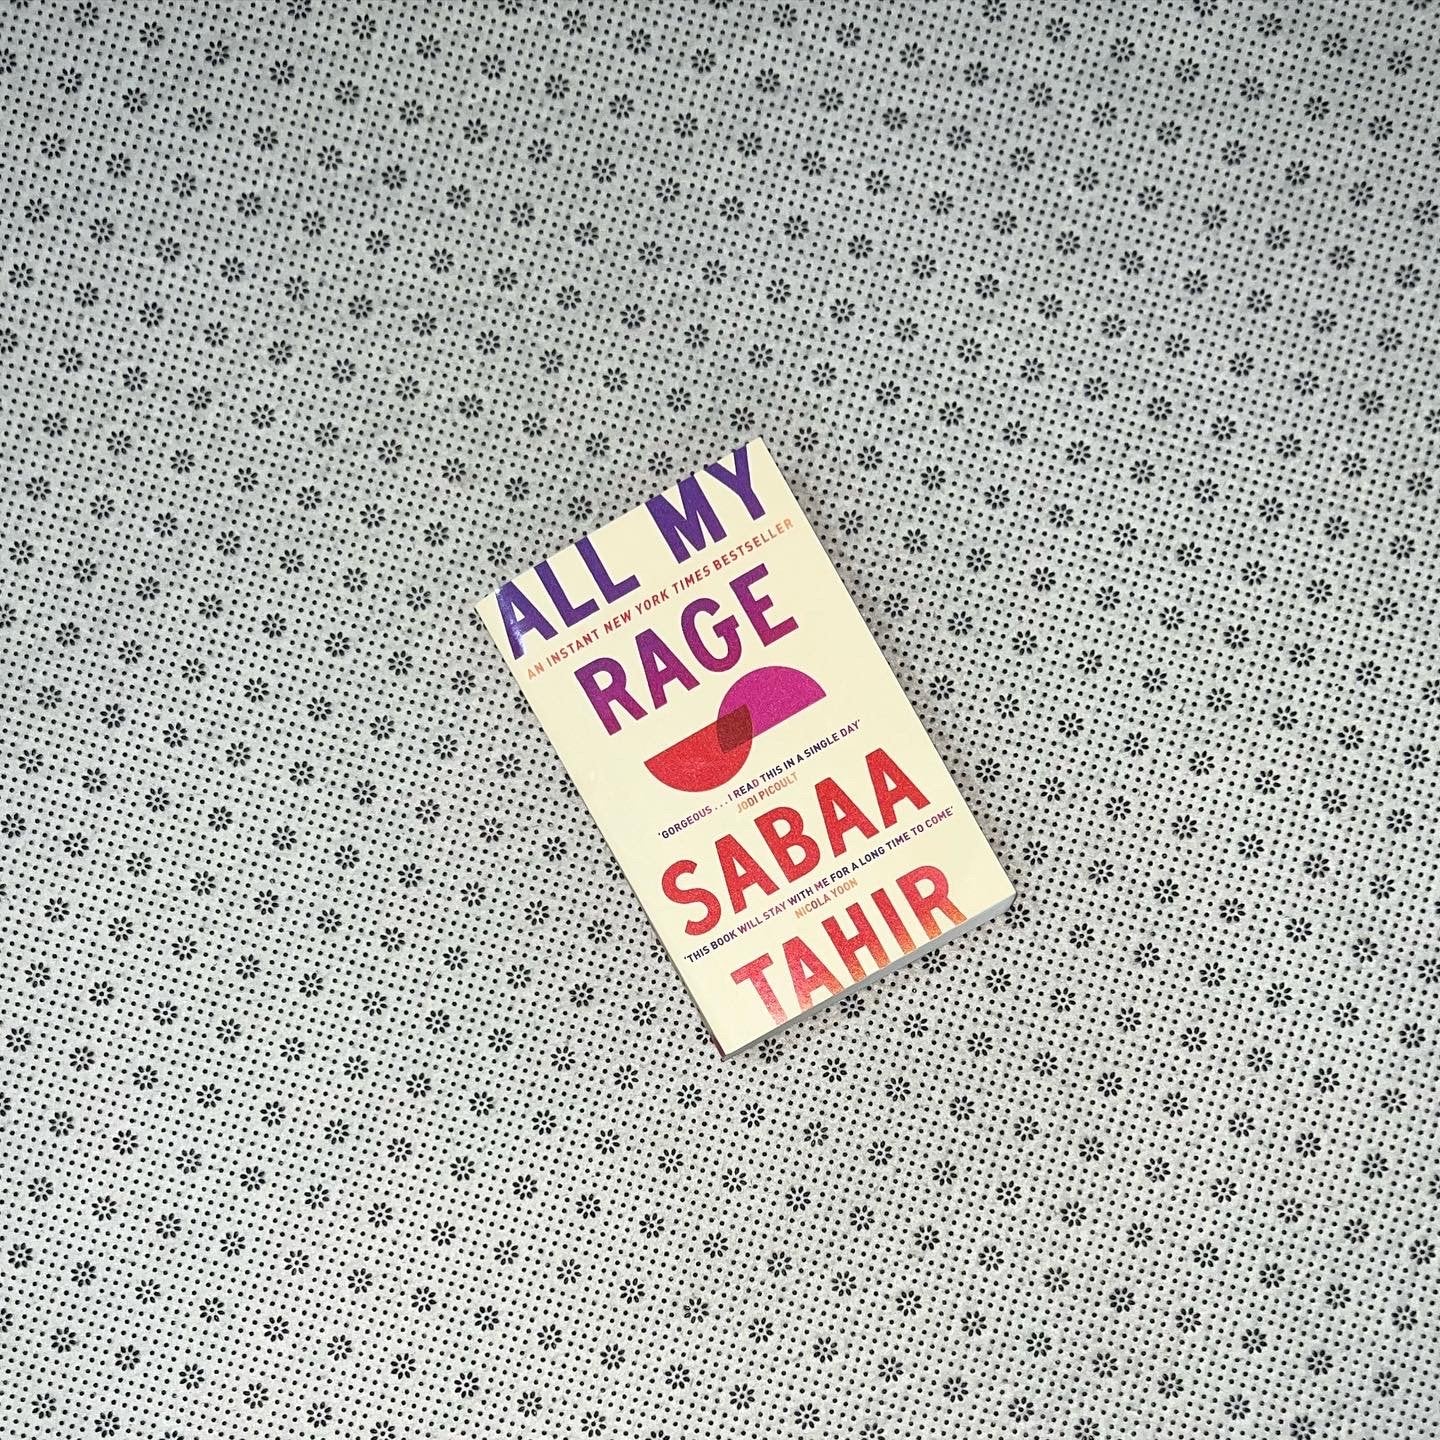 ALL MY
AN INSTANT NEW YORK TIMES BESTSELLER
RAGE
'GORGEOUS . . . I READ THIS IN A SINGLE DAY'
JODI PICOULT
SABAA
'THIS BOOK WILL STAY WITH ME FOR A LONG TIME TO COME'
NICOLA YOON
TAHIR